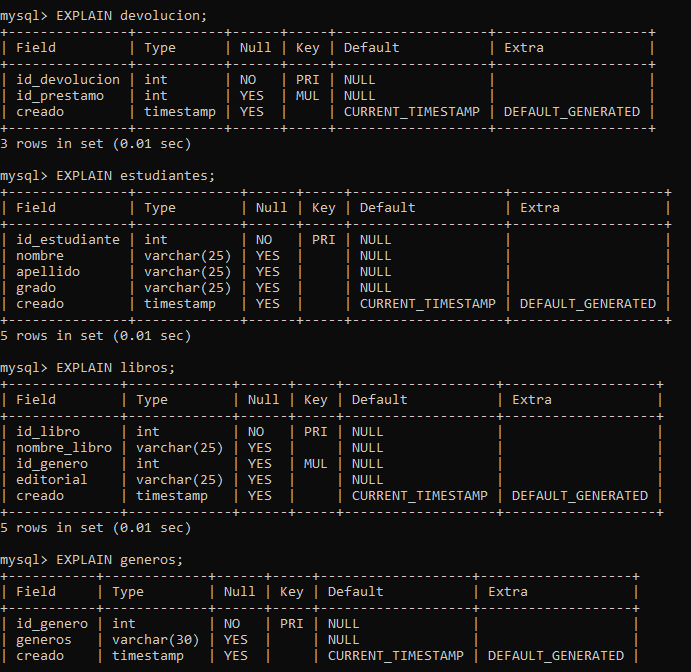 mysql> EXPLAIN devolucion;
+---------------+-----------+------+-----+-------------------+-------------------+
| Field         | Type      | Null | Key | Default           | Extra             |
+---------------+-----------+------+-----+-------------------+-------------------+
| id_devolucion | int       | NO   | PRI | NULL              |                   |
| id_prestamo   | int       | YES  | MUL | NULL              |                   |
| creado        | timestamp | YES  |     | CURRENT_TIMESTAMP | DEFAULT_GENERATED |
+---------------+-----------+------+-----+-------------------+-------------------+
3 rows in set (0.01 sec)

mysql> EXPLAIN estudiantes;
+---------------+-------------+------+-----+-------------------+-------------------+
| Field         | Type        | Null | Key | Default           | Extra             |
+---------------+-------------+------+-----+-------------------+-------------------+
| id_estudiante | int         | NO   | PRI | NULL              |                   |
| nombre        | varchar(25) | YES  |     | NULL              |                   |
| apellido      | varchar(25) | YES  |     | NULL              |                   |
| grado         | varchar(25) | YES  |     | NULL              |                   |
| creado        | timestamp   | YES  |     | CURRENT_TIMESTAMP | DEFAULT_GENERATED |
+---------------+-------------+------+-----+-------------------+-------------------+
5 rows in set (0.01 sec)

mysql> EXPLAIN libros;
+--------------+-------------+------+-----+-------------------+-------------------+
| Field        | Type        | Null | Key | Default           | Extra             |
+--------------+-------------+------+-----+-------------------+-------------------+
| id_libro     | int         | NO   | PRI | NULL              |                   |
| nombre_libro | varchar(25) | YES  |     | NULL              |                   |
| id_genero    | int         | YES  | MUL | NULL              |                   |
| editorial    | varchar(25) | YES  |     | NULL              |                   |
| creado       | timestamp   | YES  |     | CURRENT_TIMESTAMP | DEFAULT_GENERATED |
+--------------+-------------+------+-----+-------------------+-------------------+
5 rows in set (0.01 sec)

mysql> EXPLAIN generos;
+-----------+-------------+------+-----+-------------------+-------------------+
| Field     | Type        | Null | Key | Default           | Extra             |
+-----------+-------------+------+-----+-------------------+-------------------+
| id_genero | int         | NO   | PRI | NULL              |                   |
| generos   | varchar(30) | YES  |     | NULL              |                   |
| creado    | timestamp   | YES  |     | CURRENT_TIMESTAMP | DEFAULT_GENERATED |